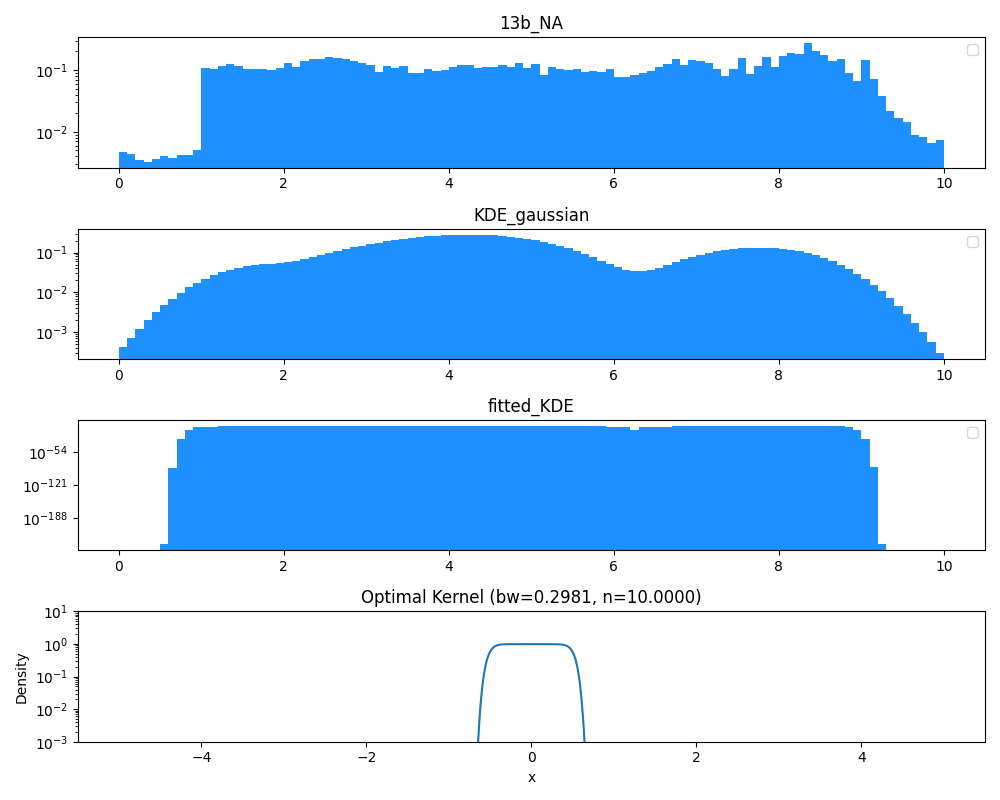 13b_NA
10⁻¹
10⁻²
0 2 4 6 8 10
KDE_gaussian
10⁻¹
10⁻²
10⁻³
0 2 4 6 8 10
fitted_KDE
10⁻⁵⁴
10⁻¹²¹
10⁻¹⁸⁸
0 2 4 6 8 10
Optimal Kernel (bw=0.2981, n=10.0000)
10¹
10⁰
10⁻¹
10⁻²
10⁻³
Density
−4 −2 0 2 4
x